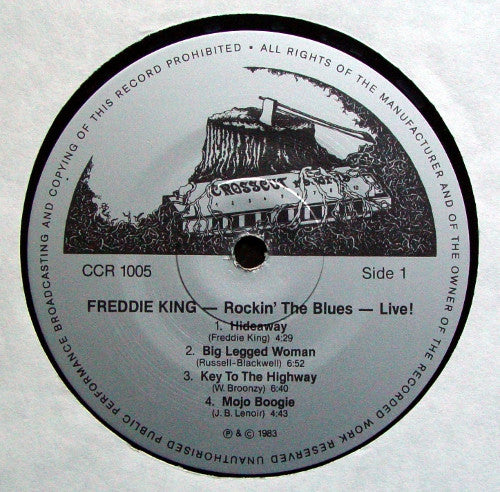 PUBLIC PERFORMANCE BROADCASTING AND COPYING OF THIS RECORD PROHIBITED • ALL RIGHTS OF THE MANUFACTURER AND OF THE OWNER OF THE RECORDED WORK RESERVED UNAUTHORISED
CROSSCUT
CCR 1005
Side 1
FREDDIE KING — Rockin' The Blues — Live!
1. Hideaway
(Freddie King) 4:29
2. Big Legged Woman
(Russell–Blackwell) 6:52
3. Key To The Highway
(W. Broonzy) 6:40
4. Mojo Boogie
(J. B. Lenoir) 4:43
Ⓟ & © 1983